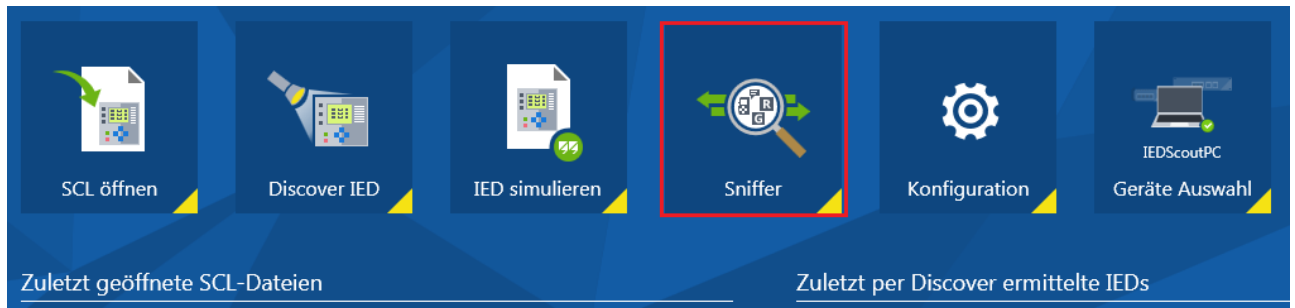 R
G
IEDScoutPC
SCL öffnen
Discover IED
IED simulieren
Sniffer
Konfiguration
Geräte Auswahl
Zuletzt geöffnete SCL-Dateien
Zuletzt per Discover ermittelte IEDs